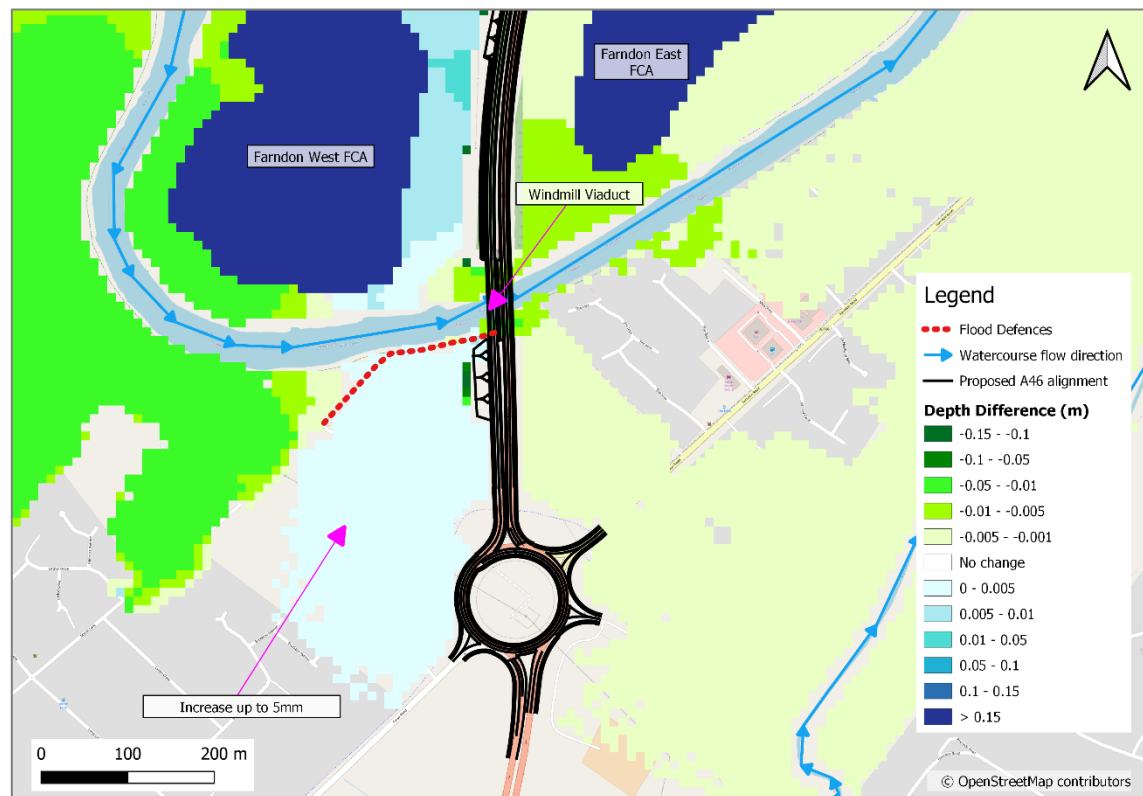 Farndon East
FCA
Farndon West FCA
Windmill Viaduct
Legend
Flood Defences
Watercourse flow direction
Proposed A46 alignment
Depth Difference (m)
-0.15 - -0.1
-0.1 - -0.05
-0.05 - -0.01
-0.01 - -0.005
-0.005 - -0.001
No change
0 - 0.005
0.005 - 0.01
0.01 - 0.05
0.05 - 0.1
0.1 - 0.15
> 0.15
Increase up to 5mm
0 100 200 m
© OpenStreetMap contributors